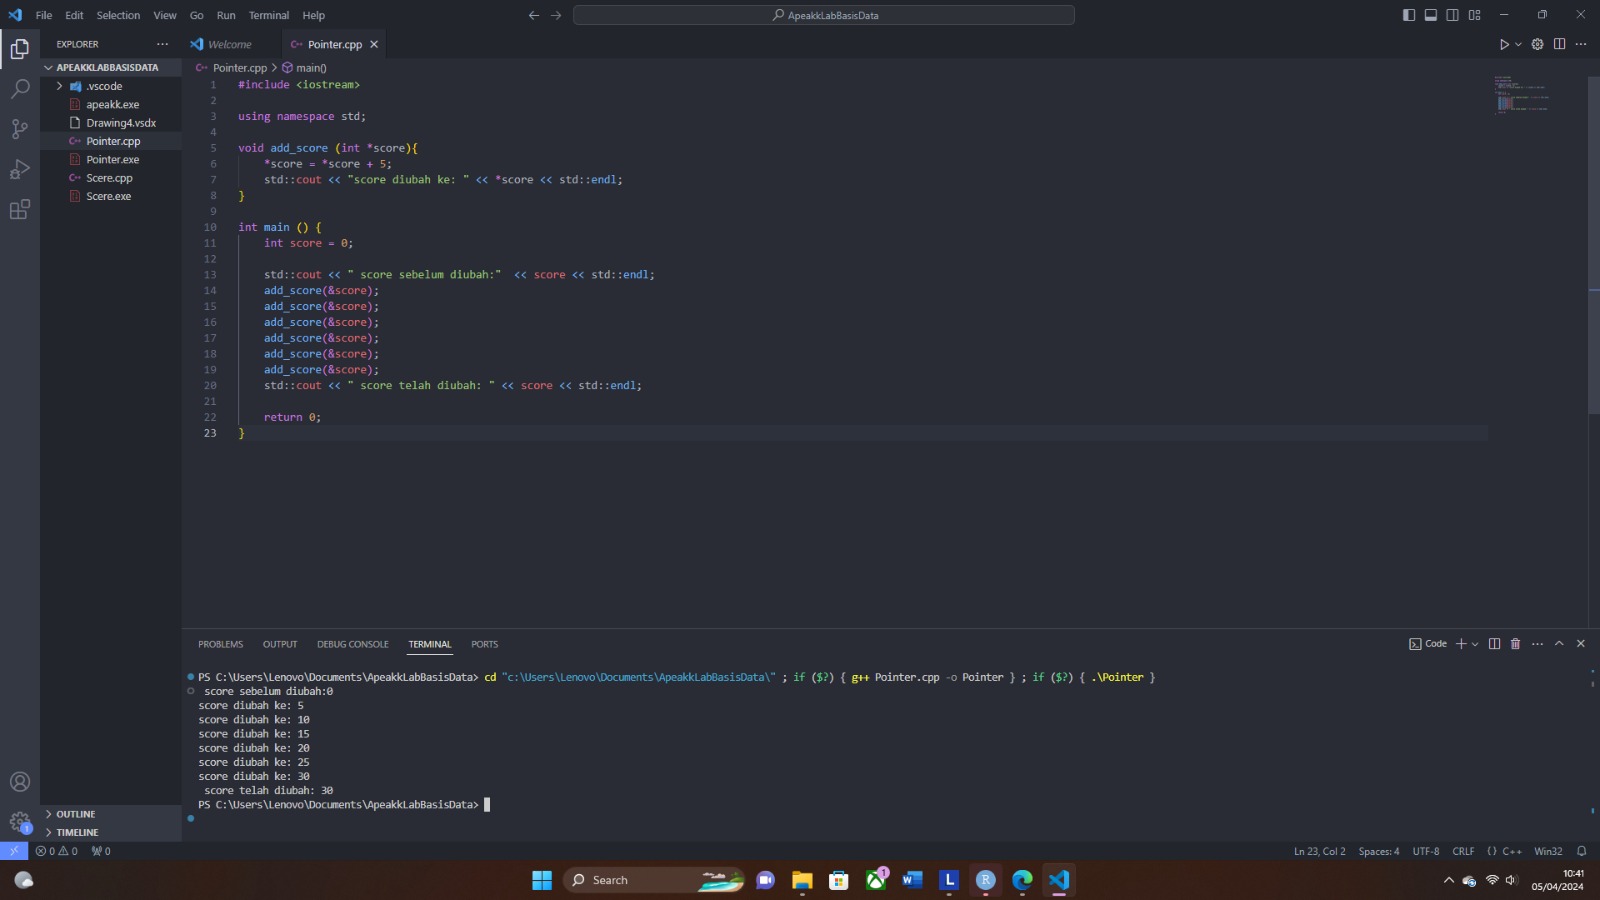 File Edit Selection View Go Run Terminal Help
ApeakkLabBasisData
EXPLORER
Welcome
Pointer.cpp
APEAKKLABBASISDATA
.vscode
apeakk.exe
Drawing4.vsdx
Pointer.cpp
Pointer.exe
Scere.cpp
Scere.exe
OUTLINE
TIMELINE
Pointer.cpp > main()
1 #include <iostream>
2
3 using namespace std;
4
5 void add_score (int *score){
6 *score = *score + 5;
7 std::cout << "score diubah ke: " << *score << std::endl;
8 }
9
10 int main () {
11 int score = 0;
12
13 std::cout << " score sebelum diubah:" << score << std::endl;
14 add_score(&score);
15 add_score(&score);
16 add_score(&score);
17 add_score(&score);
18 add_score(&score);
19 add_score(&score);
20 std::cout << " score telah diubah: " << score << std::endl;
21
22 return 0;
23 }
PROBLEMS OUTPUT DEBUG CONSOLE TERMINAL PORTS
Code
PS C:\Users\Lenovo\Documents\ApeakkLabBasisData> cd "c:\Users\Lenovo\Documents\ApeakkLabBasisData\" ; if ($?) { g++ Pointer.cpp -o Pointer } ; if ($?) { .\Pointer }
score sebelum diubah:0
score diubah ke: 5
score diubah ke: 10
score diubah ke: 15
score diubah ke: 20
score diubah ke: 25
score diubah ke: 30
score telah diubah: 30
PS C:\Users\Lenovo\Documents\ApeakkLabBasisData>
0 0 0
Ln 23, Col 2 Spaces: 4 UTF-8 CRLF {} C++ Win32
Search
10:41
05/04/2024